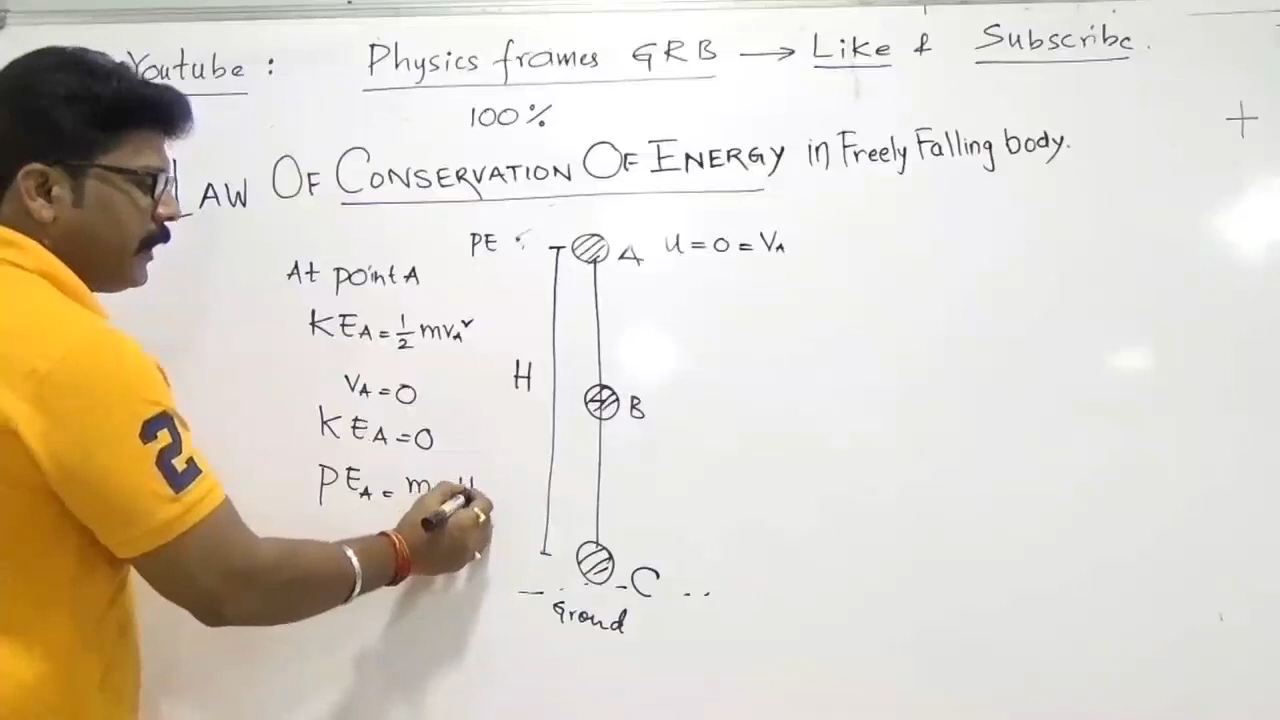 Youtube : Physics frames GRB → Like & Subscribe.
100%
LAW OF CONSERVATION OF ENERGY in Freely Falling body.
PE
A u = 0 = VA
At point A
KEA = 1/2 mvA²
VA = 0
KEA = 0
PEA = m
H
B
C
Ground
2